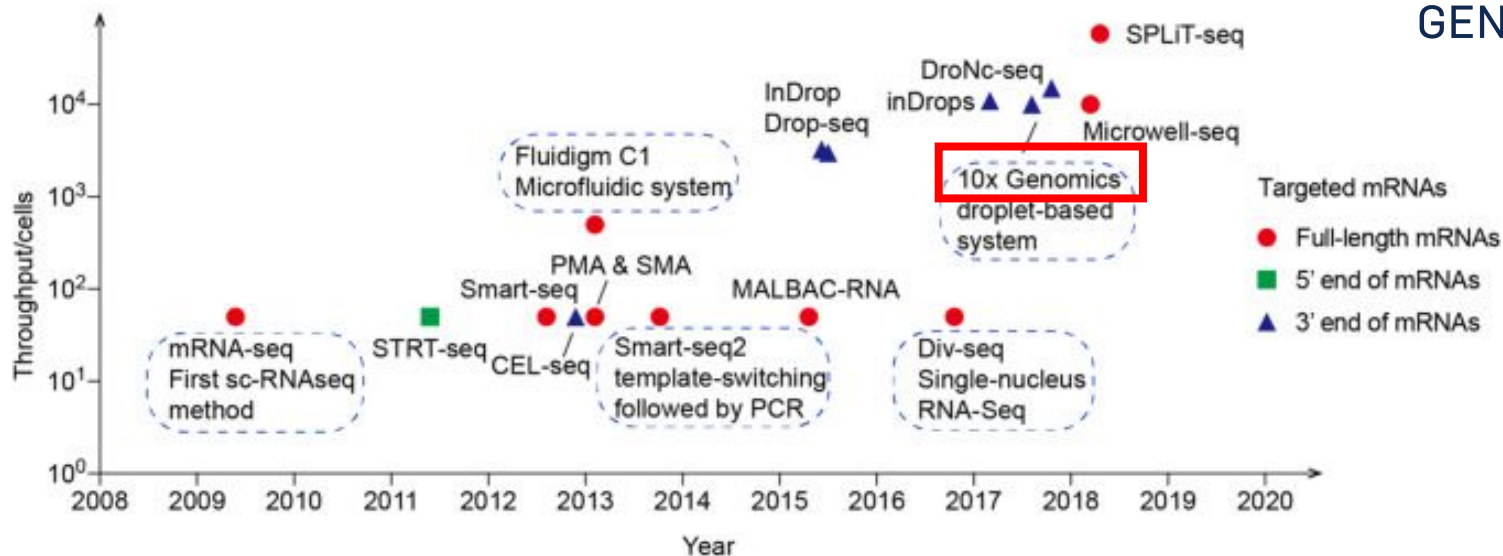 GEN
SPLiT-seq
DroNc-seq
InDrop
Drop-seq
inDrops
10⁴
Microwell-seq
Fluidigm C1
Microfluidic system
10x Genomics
droplet-based
system
10³
Throughput/cells
Targeted mRNAs
Full-length mRNAs
5' end of mRNAs
3' end of mRNAs
PMA & SMA
10²
Smart-seq
MALBAC-RNA
mRNA-seq
First sc-RNAseq
method
STRT-seq
CEL-seq
Smart-seq2
template-switching
followed by PCR
Div-seq
Single-nucleus
RNA-Seq
10¹
10⁰
2008 2009 2010 2011 2012 2013 2014 2015 2016 2017 2018 2019 2020
Year